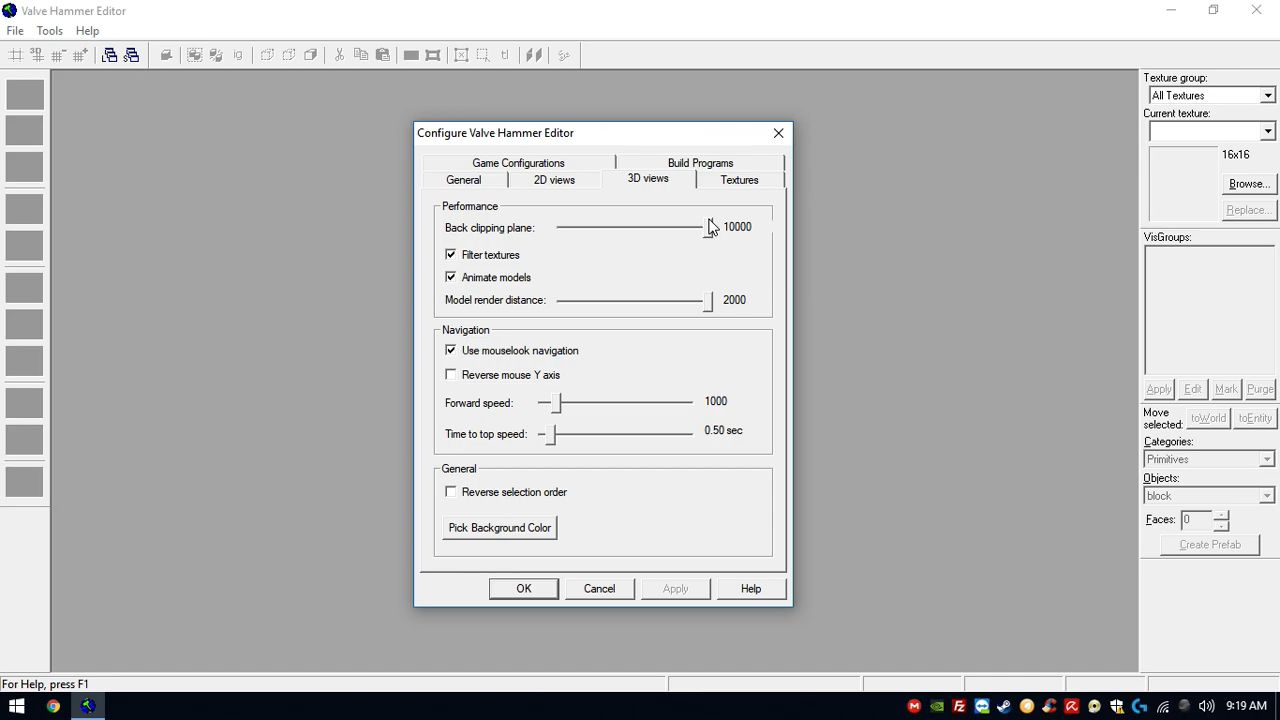 Valve Hammer Editor
File Tools Help
Texture group:
All Textures
Current texture:
16x16
Browse...
Replace...
VisGroups:
Apply Edit Mark Purge
Move selected: toWorld toEntity
Categories:
Primitives
Objects:
block
Faces: 0
Create Prefab
Configure Valve Hammer Editor
Game Configurations Build Programs
General 2D views 3D views Textures
Performance
Back clipping plane: 10000
Filter textures
Animate models
Model render distance: 2000
Navigation
Use mouselook navigation
Reverse mouse Y axis
Forward speed: 1000
Time to top speed: 0.50 sec
General
Reverse selection order
Pick Background Color
OK Cancel Apply Help
For Help, press F1
9:19 AM